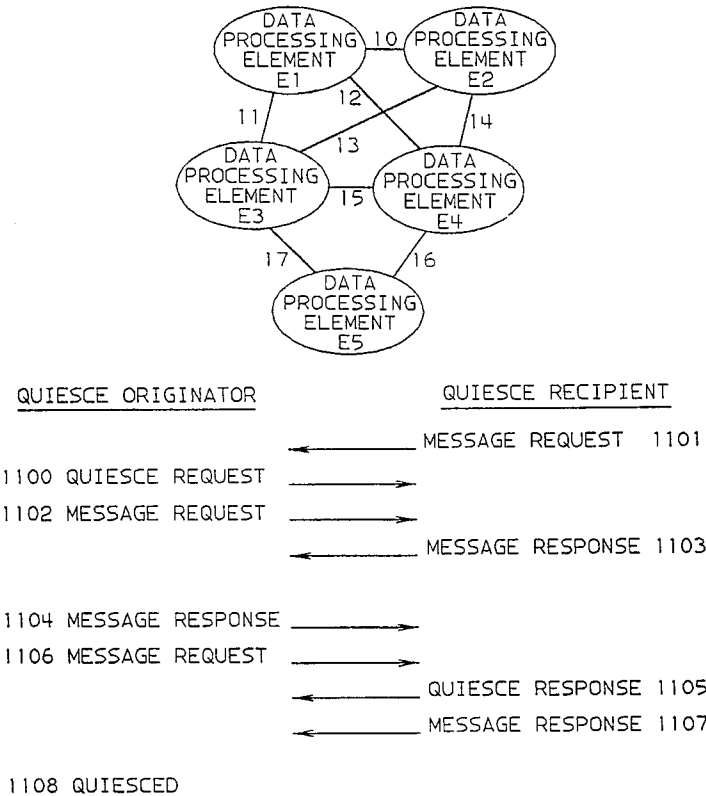 DATA
PROCESSING
ELEMENT
E1
10
DATA
PROCESSING
ELEMENT
E2
11
12
13
14
DATA
PROCESSING
ELEMENT
E3
15
DATA
PROCESSING
ELEMENT
E4
17
16
DATA
PROCESSING
ELEMENT
E5
QUIESCE ORIGINATOR
QUIESCE RECIPIENT
MESSAGE REQUEST 1101
1100 QUIESCE REQUEST
1102 MESSAGE REQUEST
MESSAGE RESPONSE 1103
1104 MESSAGE RESPONSE
1106 MESSAGE REQUEST
QUIESCE RESPONSE 1105
MESSAGE RESPONSE 1107
1108 QUIESCED